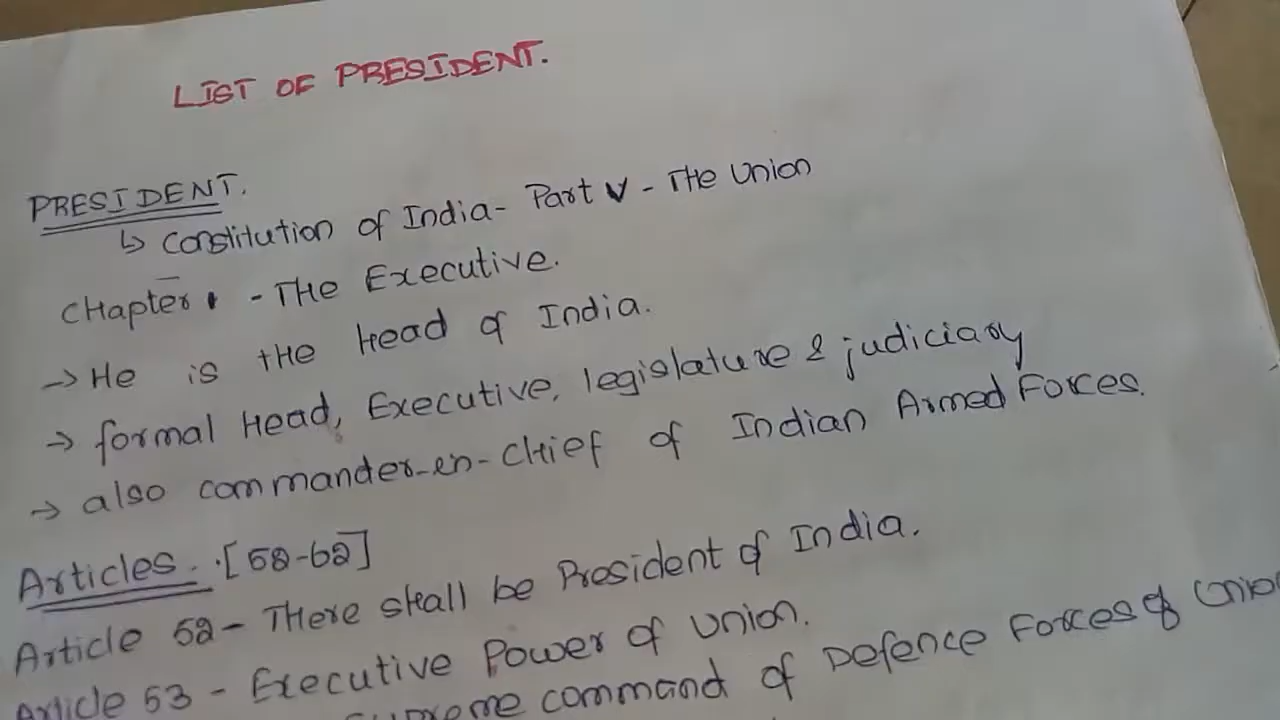 LIST OF PRESIDENT.
PRESIDENT.
↳ Constitution of India - Part V - The Union
Chapter I - The Executive.
→ He is the Head of India.
→ formal Head, Executive, legislature & judiciary
→ also commander-en-Chief of Indian Armed Forces.
Articles. [52-62]
Article 52 - There shall be President of India.
Article 53 - Executive Power of Union.
Supreme command of Defence Forces of Union